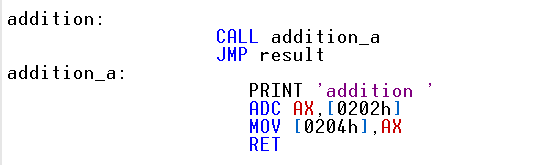 addition:
CALL addition_a
JMP result
addition_a:
PRINT 'addition '
ADC AX,[0202h]
MOV [0204h],AX
RET